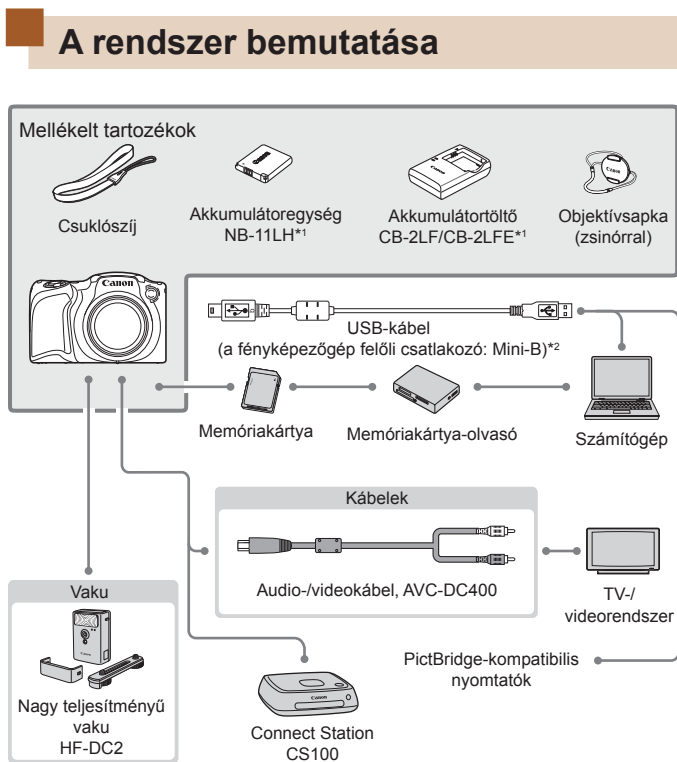 A rendszer bemutatása
Mellékelt tartozékok
Csuklószíj
Akkumulátoregység
NB-11LH*1
Akkumulátortöltő
CB-2LF/CB-2LFE*1
Objektívsapka
(zsinórral)
Canon
USB-kábel
(a fényképezőgép felőli csatlakozó: Mini-B)*2
Memóriakártya
Memóriakártya-olvasó
Számítógép
Kábelek
Audio-/videokábel, AVC-DC400
TV-/
videorendszer
Vaku
Nagy teljesítményű
vaku
HF-DC2
Canon
Connect Station
CS100
PictBridge-kompatibilis
nyomtatók